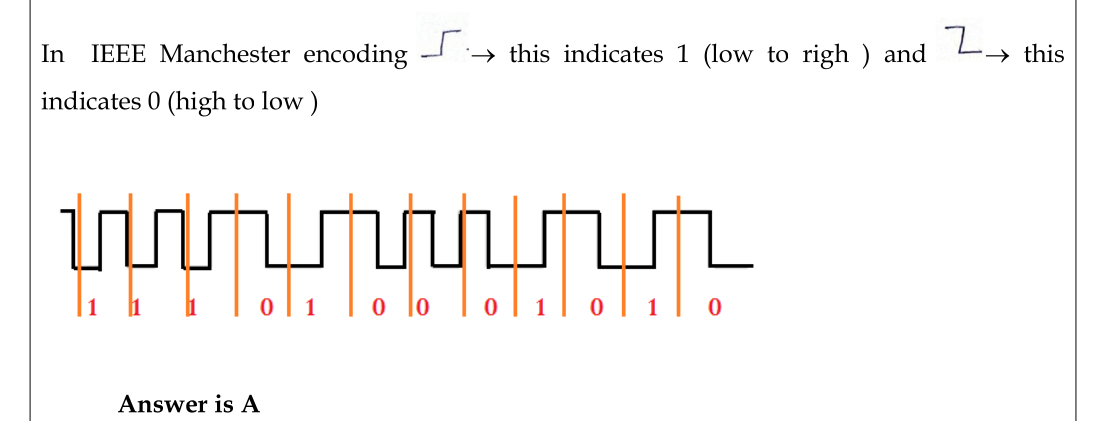 In IEEE Manchester encoding → this indicates 1 (low to righ ) and → this
indicates 0 (high to low )
1 1 1 0 1 0 0 0 1 0 1 0
Answer is A